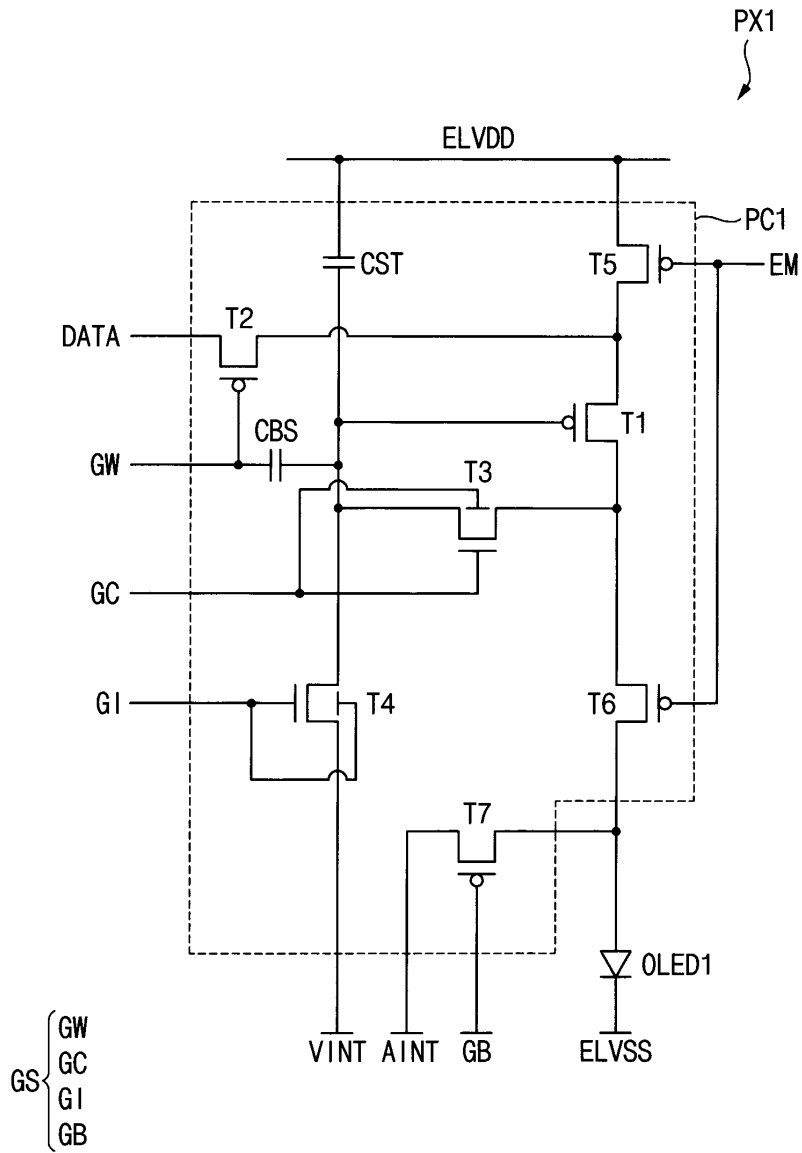 PX1
ELVDD
PC1
CST
T5
EM
DATA
T2
T1
CBS
GW
T3
GC
GI
T4
T6
T7
OLED1
VINT
AINT
GB
ELVSS
GS
GW
GC
GI
GB